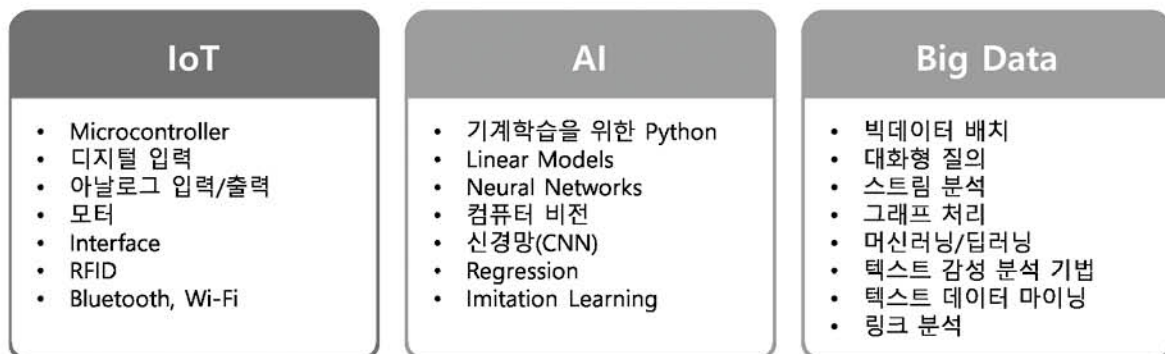 IoT
• Microcontroller
• 디지털 입력
• 아날로그 입력/출력
• 모터
• Interface
• RFID
• Bluetooth, Wi-Fi
AI
• 기계학습을 위한 Python
• Linear Models
• Neural Networks
• 컴퓨터 비전
• 신경망(CNN)
• Regression
• Imitation Learning
Big Data
• 빅데이터 배치
• 대화형 질의
• 스트림 분석
• 그래프 처리
• 머신러닝/딥러닝
• 텍스트 감성 분석 기법
• 텍스트 데이터 마이닝
• 링크 분석